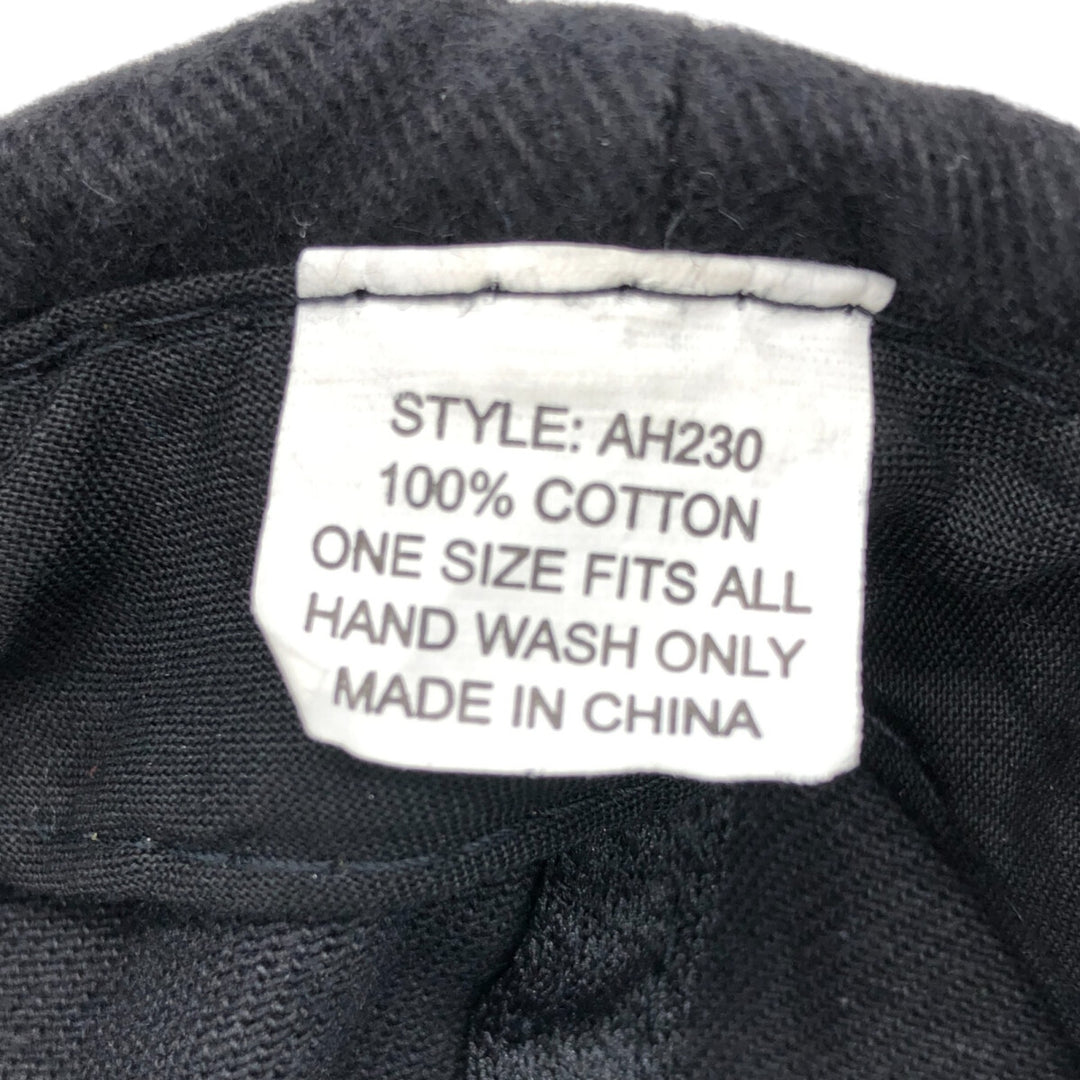 STYLE: AH230
100% COTTON
ONE SIZE FITS ALL
HAND WASH ONLY
MADE IN CHINA